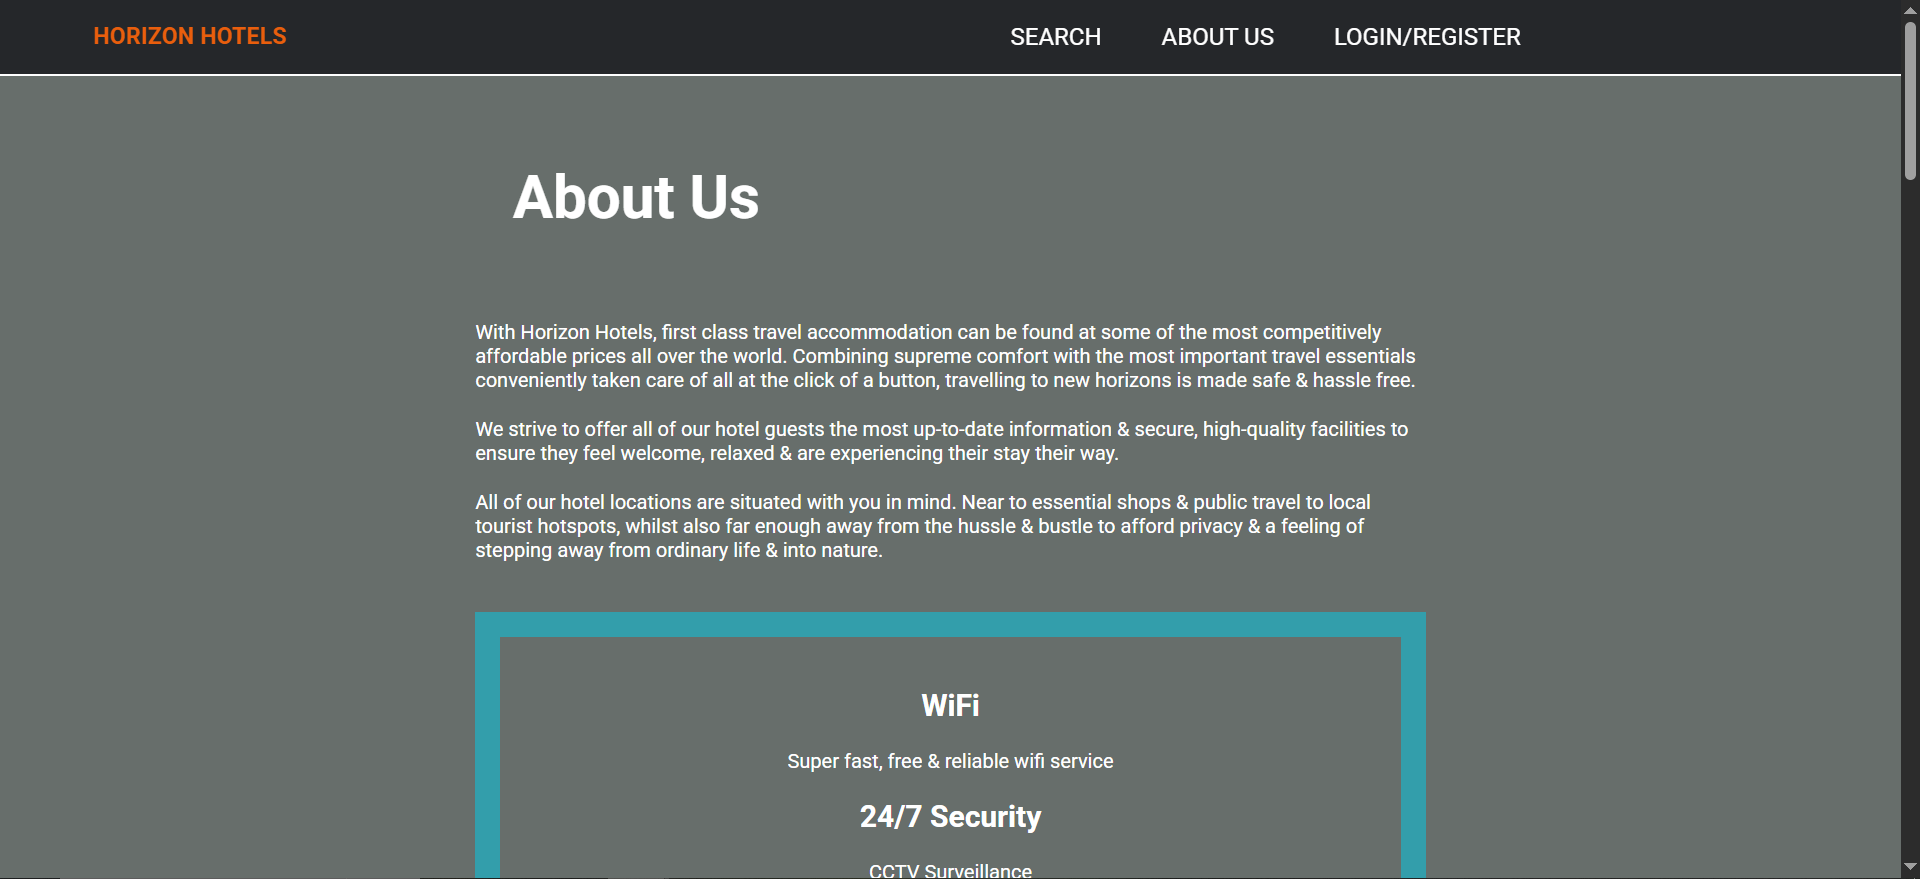 HORIZON HOTELS
SEARCH
ABOUT US
LOGIN/REGISTER
About Us
With Horizon Hotels, first class travel accommodation can be found at some of the most competitively
affordable prices all over the world. Combining supreme comfort with the most important travel essentials
conveniently taken care of all at the click of a button, travelling to new horizons is made safe & hassle free.
We strive to offer all of our hotel guests the most up-to-date information & secure, high-quality facilities to
ensure they feel welcome, relaxed & are experiencing their stay their way.
All of our hotel locations are situated with you in mind. Near to essential shops & public travel to local
tourist hotspots, whilst also far enough away from the hussle & bustle to afford privacy & a feeling of
stepping away from ordinary life & into nature.
WiFi
Super fast, free & reliable wifi service
24/7 Security
CCTV Surveillance